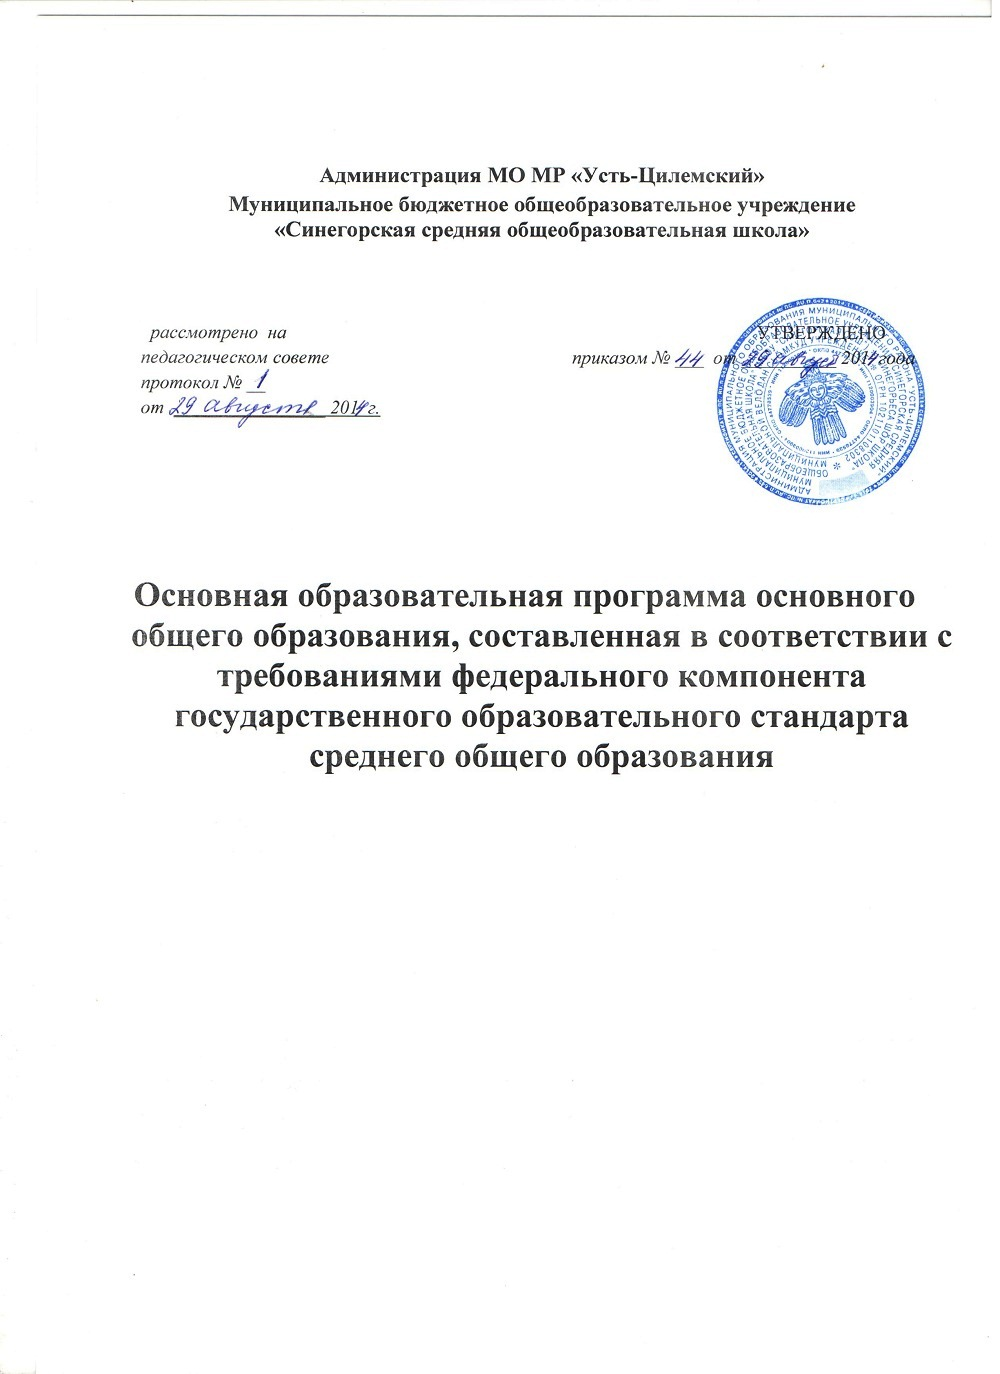 Администрация МО МР «Усть-Цилемский»
Муниципальное бюджетное общеобразовательное учреждение
«Синегорская средняя общеобразовательная школа»
рассмотрено на
педагогическом совете
протокол № 1
от 29 августа 2014г.
УТВЕРЖДЕНО
приказом № 44 от 29 августа 2014 года
Основная образовательная программа основного
общего образования, составленная в соответствии с
требованиями федерального компонента
государственного образовательного стандарта
среднего общего образования